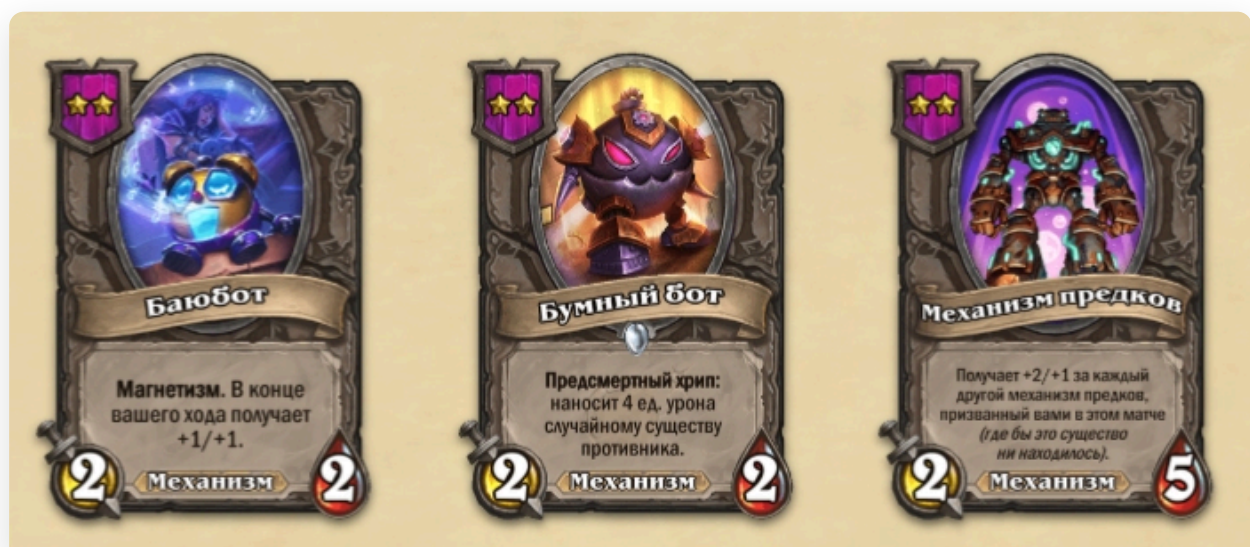 Баюбот
Магнетизм. В конце
вашего хода получает
+1/+1.
2
Механизм
2
Бумный бот
Предсмертный хрип:
наносит 4 ед. урона
случайному существу
противника.
2
Механизм
2
Механизм предков
Получает +2/+1 за каждый
другой механизм предков,
призванный вами в этом матче
(где бы это существо
ни находилось).
2
Механизм
5